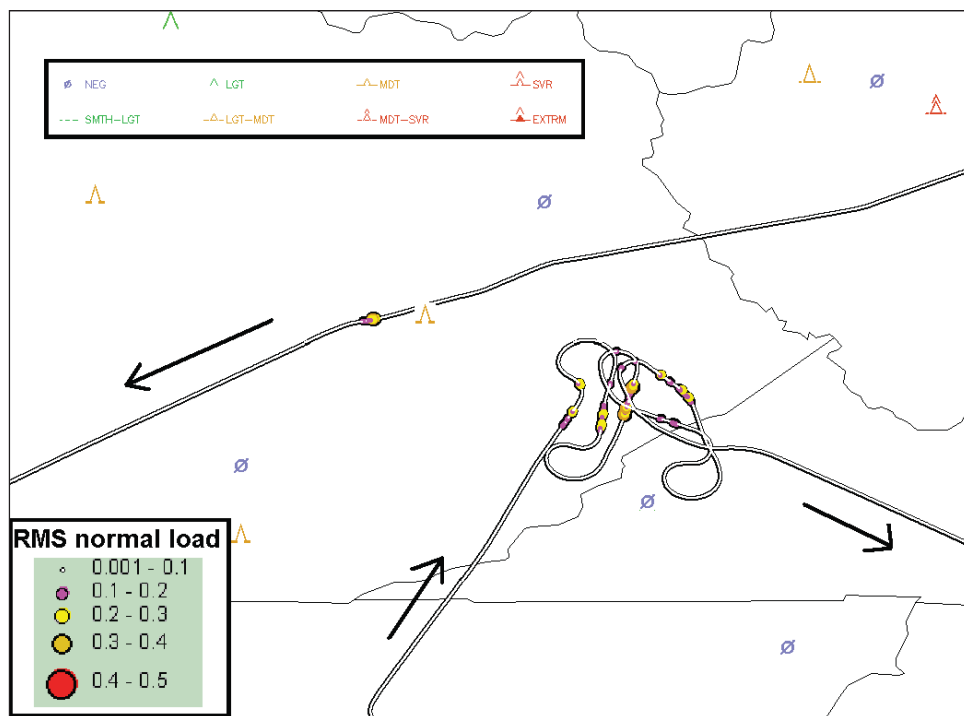 NEG LGT MDT SVR
SMTH-LGT LGT-MDT MDT-SVR EXTRM
RMS normal load
0.001 - 0.1
0.1 - 0.2
0.2 - 0.3
0.3 - 0.4
0.4 - 0.5